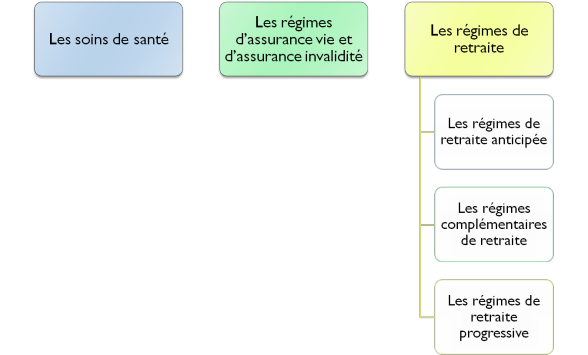 Les soins de santé
Les régimes
d'assurance vie et
d'assurance invalidité
Les régimes de
retraite
Les régimes de
retraite anticipée
Les régimes
complémentaires
de retraite
Les régimes de
retraite
progressive